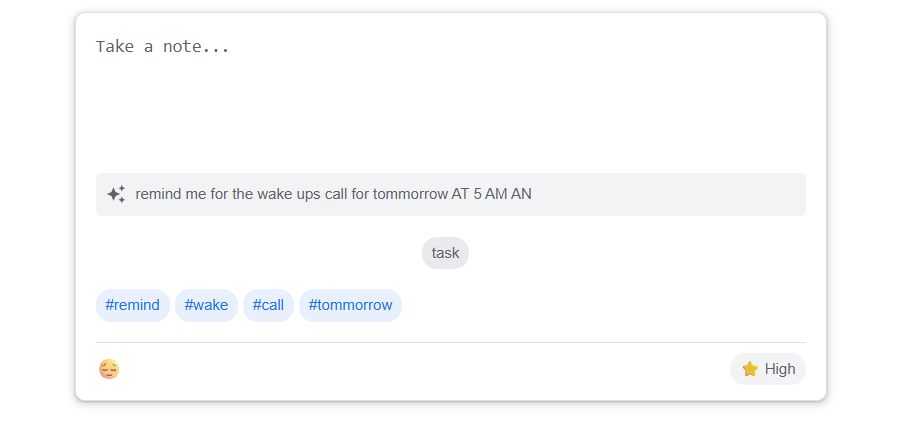 Take a note...
remind me for the wake ups call for tommorrow AT 5 AM AN
task
#remind #wake #call #tommorrow
High